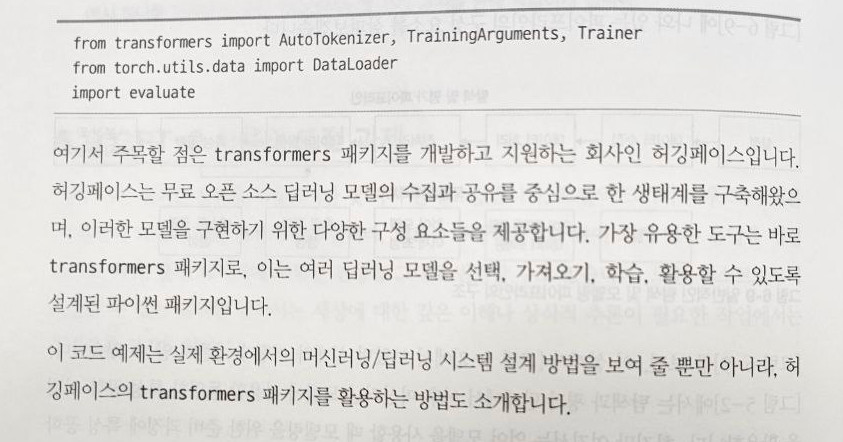 from transformers import AutoTokenizer, TrainingArguments, Trainer
from torch.utils.data import DataLoader
import evaluate
여기서 주목할 점은 transformers 패키지를 개발하고 지원하는 회사인 허깅페이스입니다.
허깅페이스는 무료 오픈 소스 딥러닝 모델의 수집과 공유를 중심으로 한 생태계를 구축해왔으
며, 이러한 모델을 구현하기 위한 다양한 구성 요소들을 제공합니다. 가장 유용한 도구는 바로
transformers 패키지로, 이는 여러 딥러닝 모델을 선택, 가져오기, 학습, 활용할 수 있도록
설계된 파이썬 패키지입니다.
이 코드 예제는 실제 환경에서의 머신러닝/딥러닝 시스템 설계 방법을 보여 줄 뿐만 아니라, 허
깅페이스의 transformers 패키지를 활용하는 방법도 소개합니다.